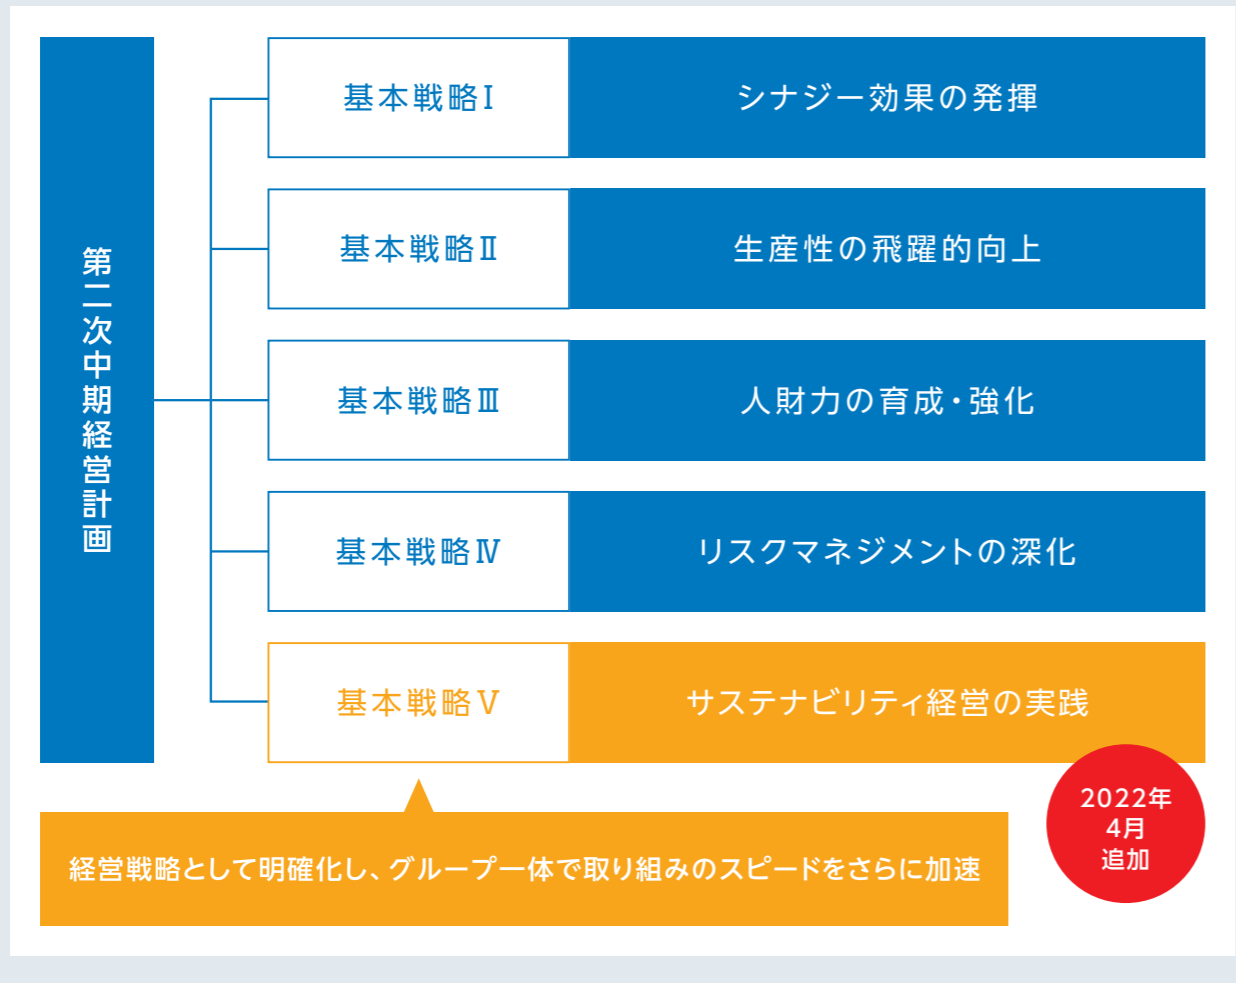 第二次中期経営計画
基本戦略Ⅰ
シナジー効果の発揮
基本戦略Ⅱ
生産性の飛躍的向上
基本戦略Ⅲ
人財力の育成・強化
基本戦略Ⅳ
リスクマネジメントの深化
基本戦略Ⅴ
サステナビリティ経営の実践
2022年
4月
追加
経営戦略として明確化し、グループ一体で取り組みのスピードをさらに加速